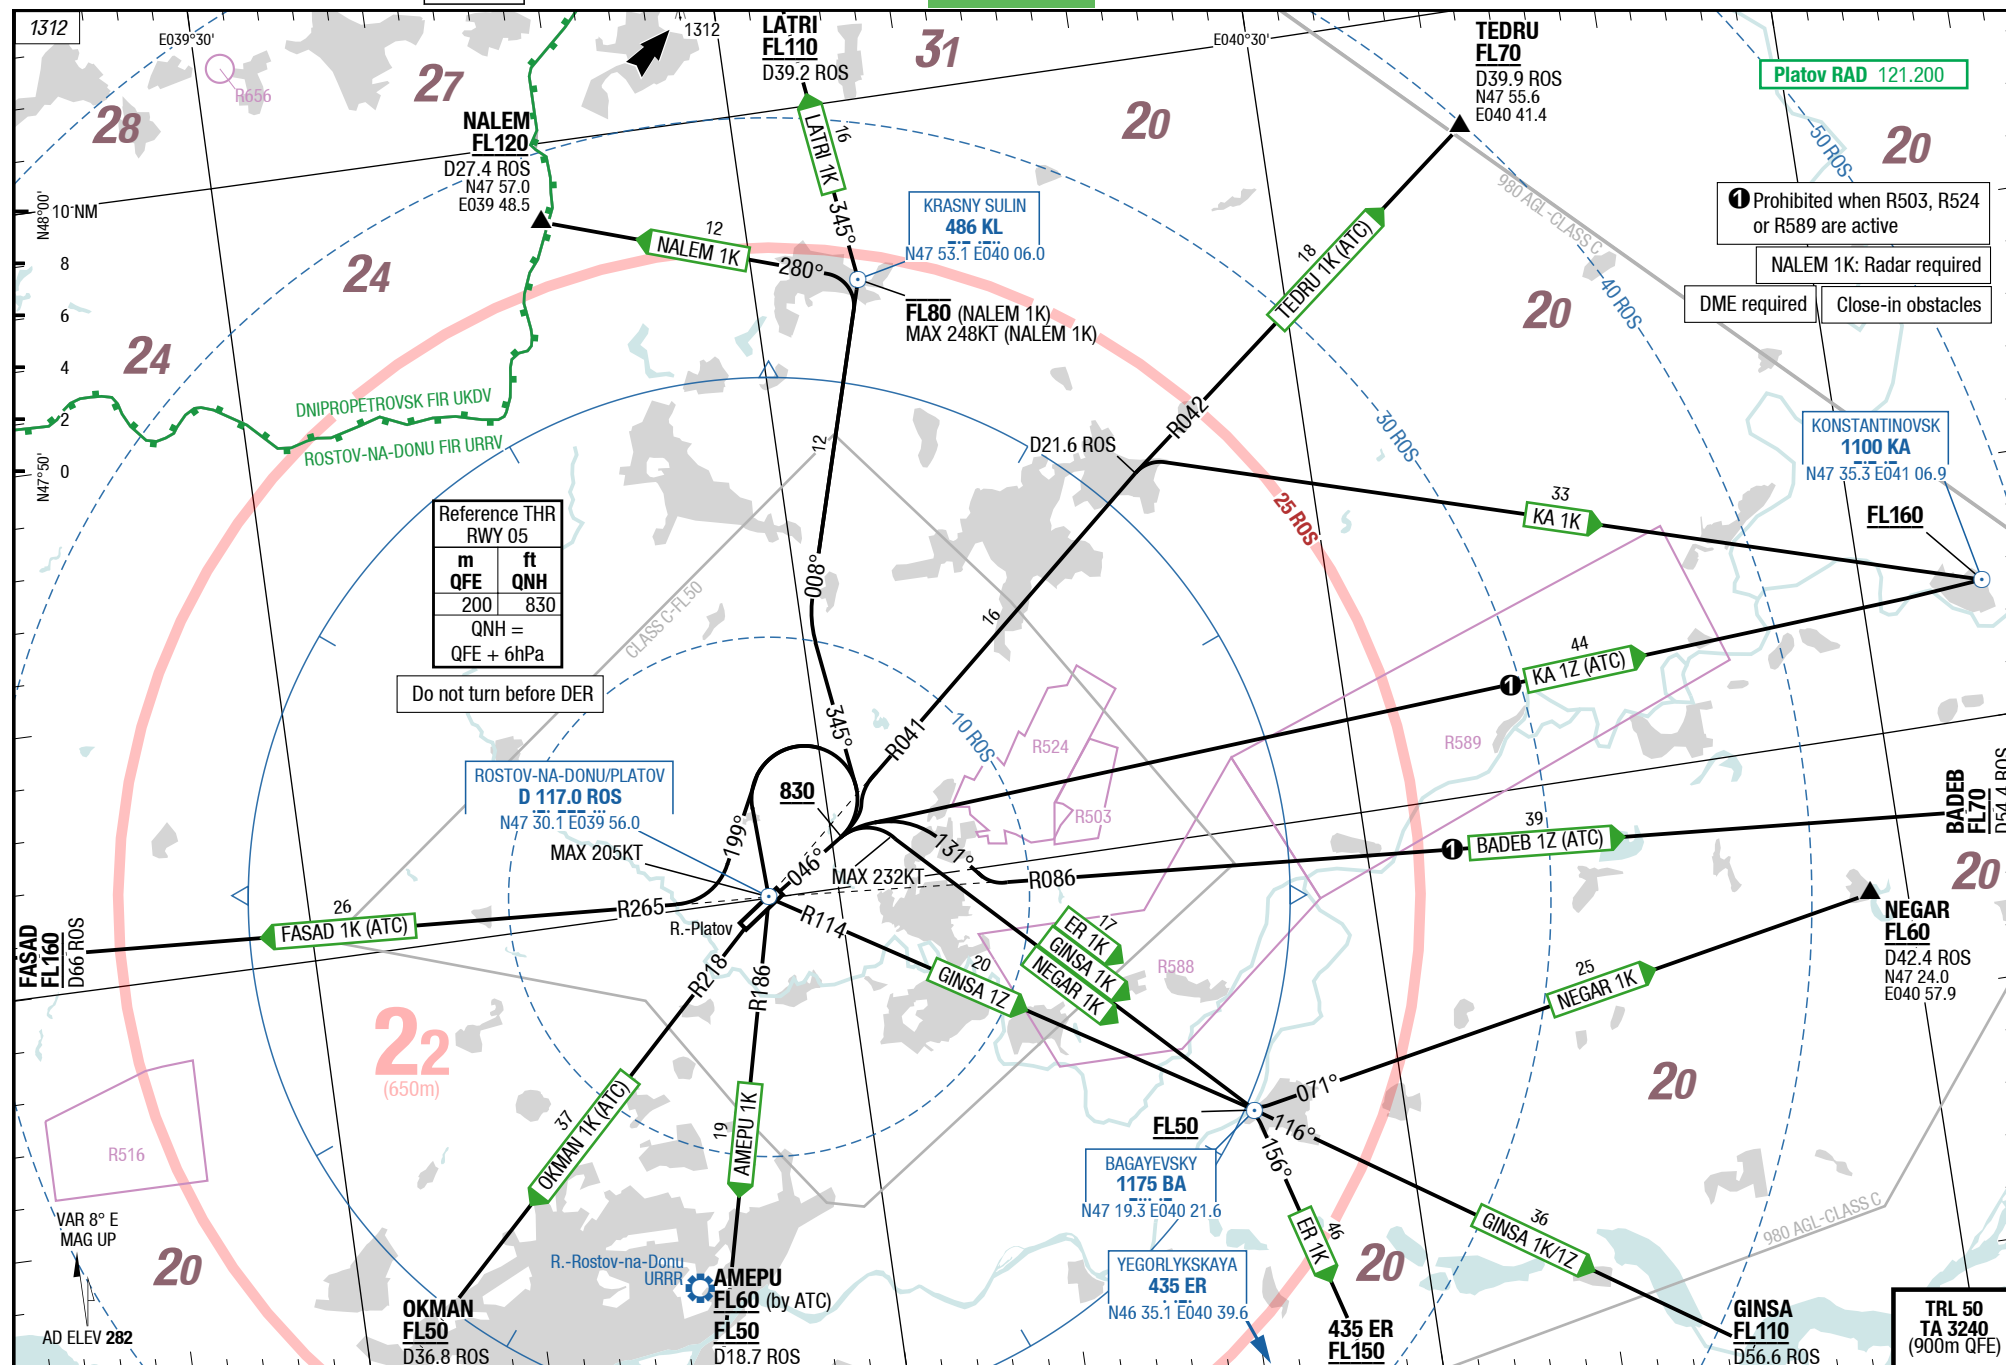 1312
E039°30'
R656
28
27
1312
LATRI
FL110
D39.2 ROS
31
E040°30'
TEDRU
FL70
D39.9 ROS
N47 55.6
E040 41.4
Platov RAD 121.200
20
50 ROS
20
NALEM
FL120
D27.4 ROS
N47 57.0
E039 48.5
16
LATRI 1K
345°
980 AGL-CLASS C
❶ Prohibited when R503, R524
or R589 are active
NALEM 1K: Radar required
DME required
Close-in obstacles
N48°00'
10 NM
8
6
4
2
0
N47°50'
24
24
12
NALEM 1K
280°
KRASNY SULIN
486 KL
N47 53.1 E040 06.0
FL80 (NALEM 1K)
MAX 248KT (NALEM 1K)
18
TEDRU 1K (ATC)
20
40 ROS
DNIPROPETROVSK FIR UKDV
ROSTOV-NA-DONU FIR URRV
12
008°
D21.6 ROS
R042
30 ROS
25 ROS
KONSTANTINOVSK
1100 KA
N47 35.3 E041 06.9
FL160
33
KA 1K
Reference THR
RWY 05
m ft
QFE QNH
200 830
QNH =
QFE + 6hPa
Do not turn before DER
CLASS C-FL50
16
44
KA 1Z (ATC)
1
345°
R041
10 ROS
R524
R503
R589
ROSTOV-NA-DONU/PLATOV
D 117.0 ROS
N47 30.1 E039 56.0
830
199°
MAX 205KT
046°
MAX 232KT
131°
R086
1
39
BADEB 1Z (ATC)
BADEB
FL70
D54.4 ROS
20
FASAD
FL160
D66 ROS
26
FASAD 1K (ATC)
R265
R.-Platov
R114
R218
R186
20
GINSA 1Z
17
ER 1K
GINSA 1K
NEGAR 1K
R588
25
NEGAR 1K
NEGAR
FL60
D42.4 ROS
N47 24.0
E040 57.9
22
(650m)
R516
37
OKMAN 1K (ATC)
19
AMEPU 1K
FL50
071°
116°
156°
20
BAGAYEVSKY
1175 BA
N47 19.3 E040 21.6
VAR 8° E
MAG UP
20
AD ELEV 282
R.-Rostov-na-Donu
URRR
AMEPU
FL60 (by ATC)
FL50
D18.7 ROS
OKMAN
FL50
D36.8 ROS
YEGORLYKSKAYA
435 ER
N46 35.1 E040 39.6
46
ER 1K
20
36
GINSA 1K/1Z
980 AGL-CLASS C
435 ER
FL150
GINSA
FL110
D56.6 ROS
TRL 50
TA 3240
(900m QFE)